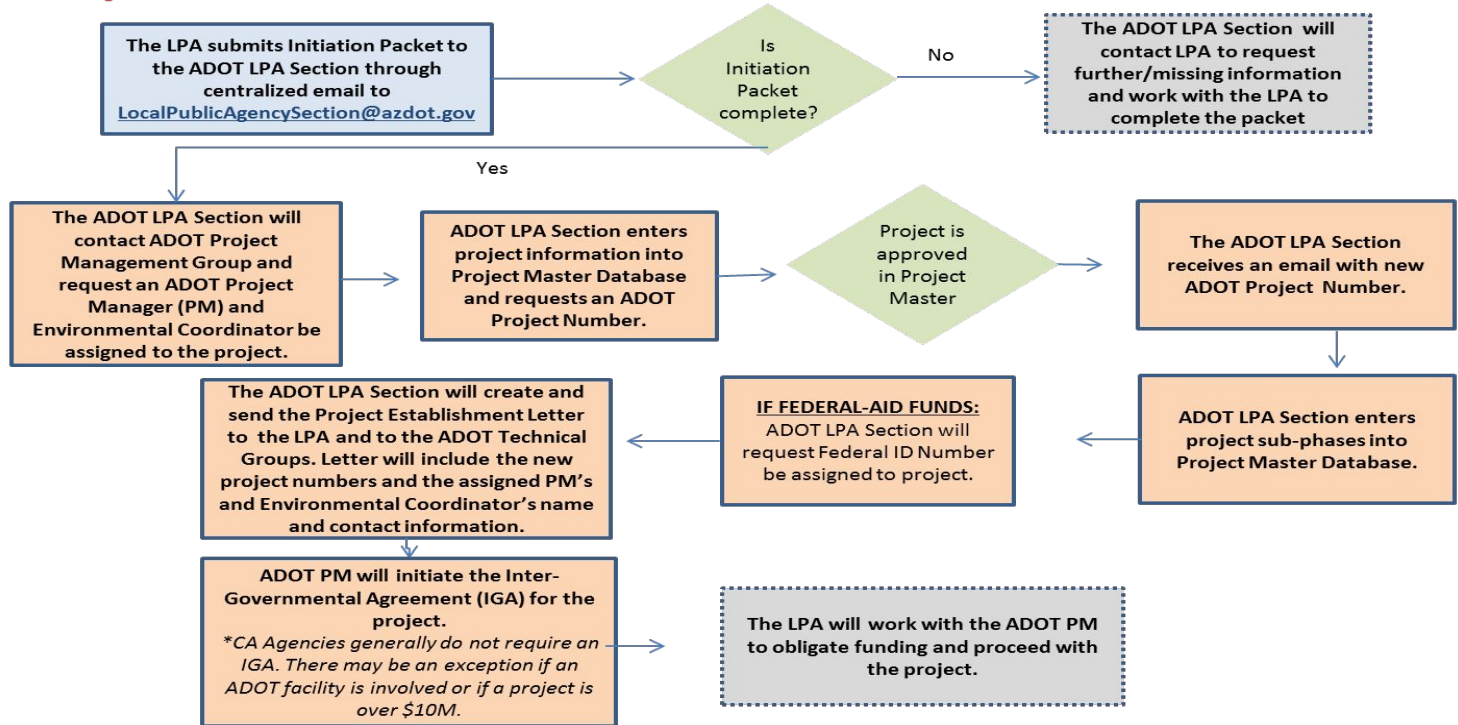 The LPA submits Initiation Packet to
the ADOT LPA Section through
centralized email to
LocalPublicAgencySection@azdot.gov
Is
Initiation
Packet
complete?
No
The ADOT LPA Section will
contact LPA to request
further/missing information
and work with the LPA to
complete the packet
Yes
The ADOT LPA Section will
contact ADOT Project
Management Group and
request an ADOT Project
Manager (PM) and
Environmental Coordinator be
assigned to the project.
ADOT LPA Section enters
project information into
Project Master Database
and requests an ADOT
Project Number.
Project is
approved
in Project
Master
The ADOT LPA Section
receives an email with new
ADOT Project Number.
ADOT LPA Section enters
project sub-phases into
Project Master Database.
IF FEDERAL-AID FUNDS:
ADOT LPA Section will
request Federal ID Number
be assigned to project.
The ADOT LPA Section will create and
send the Project Establishment Letter
to the LPA and to the ADOT Technical
Groups. Letter will include the new
project numbers and the assigned PM's
and Environmental Coordinator's name
and contact information.
ADOT PM will initiate the Inter-
Governmental Agreement (IGA) for the
project.
*CA Agencies generally do not require an
IGA. There may be an exception if an
ADOT facility is involved or if a project is
over $10M.
The LPA will work with the ADOT PM
to obligate funding and proceed with
the project.